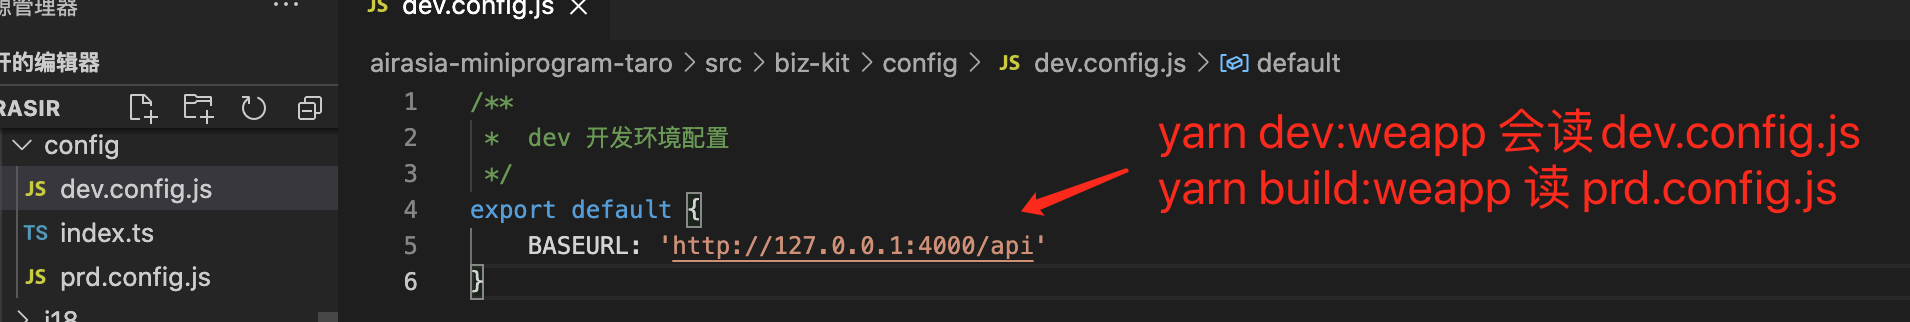 源管理器
···
JS dev.config.js ×
开的编辑器
airasia-miniprogram-taro > src > biz-kit > config > JS dev.config.js > default
RASIR
config
JS dev.config.js
TS index.ts
JS prd.config.js
i18
1 /**
2 * dev 开发环境配置
3 */
4 export default {
5 BASEURL: 'http://127.0.0.1:4000/api'
6 }
yarn dev:weapp 会读dev.config.js
yarn build:weapp 读 prd.config.js